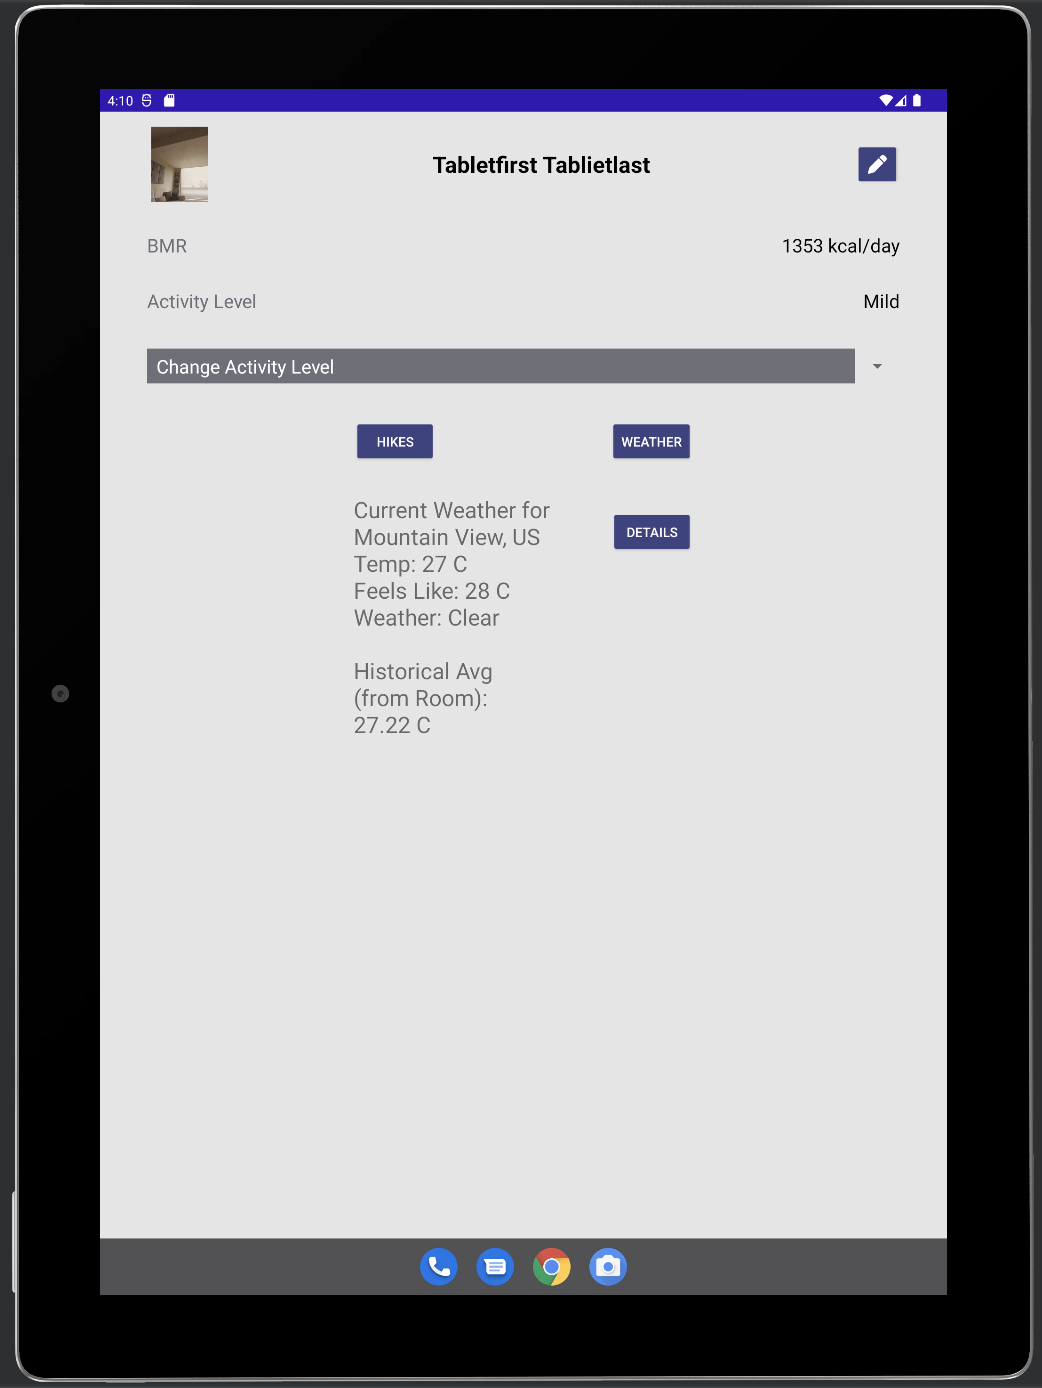 4:10
Tabletfirst Tablietlast
BMR
1353 kcal/day
Activity Level
Mild
Change Activity Level
HIKES
WEATHER
Current Weather for
Mountain View, US
Temp: 27 C
Feels Like: 28 C
Weather: Clear
DETAILS
Historical Avg
(from Room):
27.22 C